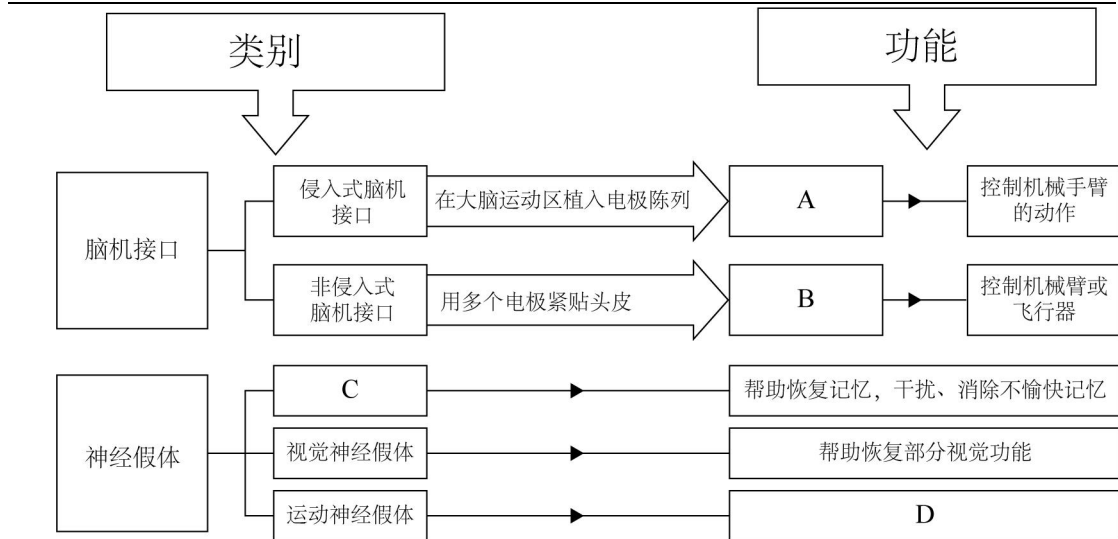 类别
功能
侵入式脑机
接口
在大脑运动区植入电极陈列
A
控制机械手臂
的动作
脑机接口
非侵入式
脑机接口
用多个电极紧贴头皮
B
控制机械臂或
飞行器
C
帮助恢复记忆，干扰、消除不愉快记忆
神经假体
视觉神经假体
帮助恢复部分视觉功能
运动神经假体
D